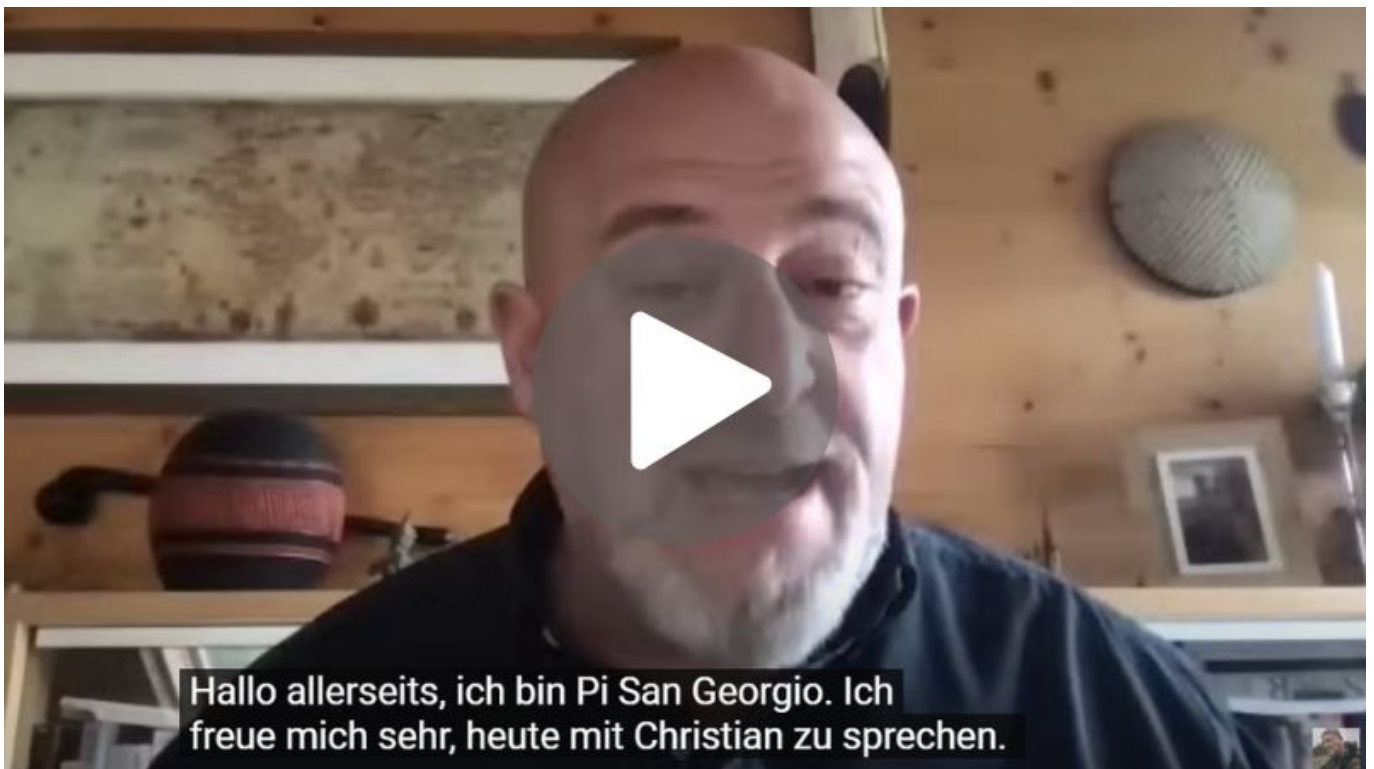 Hallo allerseits, ich bin Pi San Georgio. Ich
freue mich sehr, heute mit Christian zu sprechen.